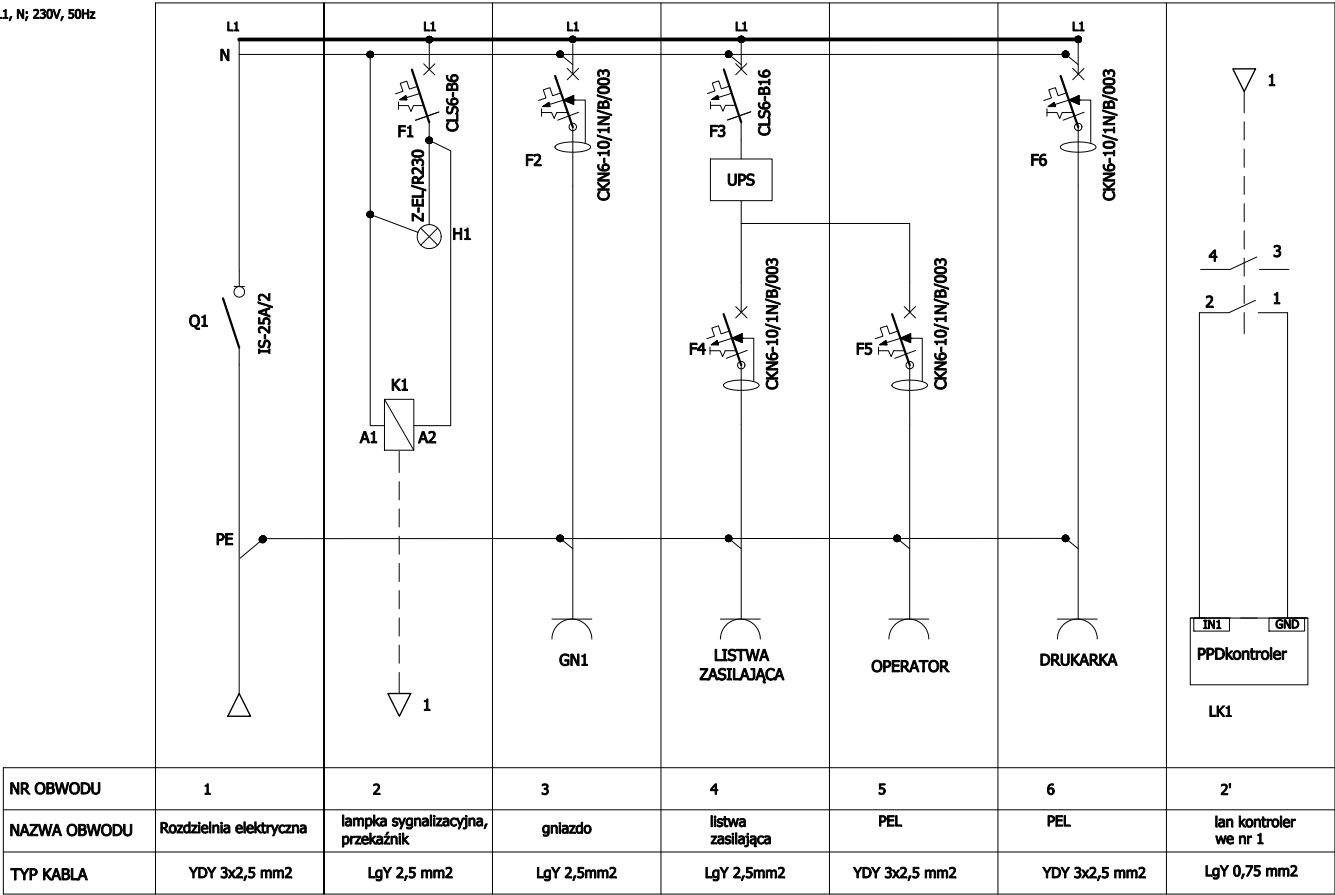 L1, N; 230V, 50Hz
L1
L1
L1
L1
L1
N
CLS6-B6
F1
Z-EL/R230
H1
CKN6-10/1N/B/003
F2
CLS6-B16
F3
UPS
CKN6-10/1N/B/003
F6
1
4
3
2
1
Q1
IS-25A/2
F4
CKN6-10/1N/B/003
F5
CKN6-10/1N/B/003
K1
A1
A2
PE
GN1
LISTWA
ZASILAJĄCA
OPERATOR
DRUKARKA
IN1
GND
PPDkontroler
LK1
1
NR OBWODU
1
2
3
4
5
6
2'
NAZWA OBWODU
Rozdzielnia elektryczna
lampka sygnalizacyjna,
przekaźnik
gniazdo
listwa
zasilająca
PEL
PEL
lan kontroler
we nr 1
TYP KABLA
YDY 3x2,5 mm2
LgY 2,5 mm2
LgY 2,5mm2
LgY 2,5mm2
YDY 3x2,5 mm2
YDY 3x2,5 mm2
LgY 0,75 mm2